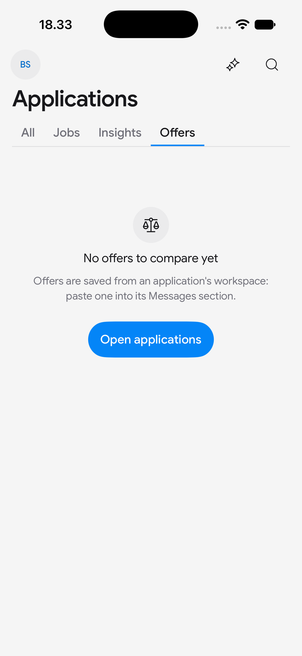 18.33
BS
Applications
All Jobs Insights Offers
No offers to compare yet
Offers are saved from an application's workspace:
paste one into its Messages section.
Open applications